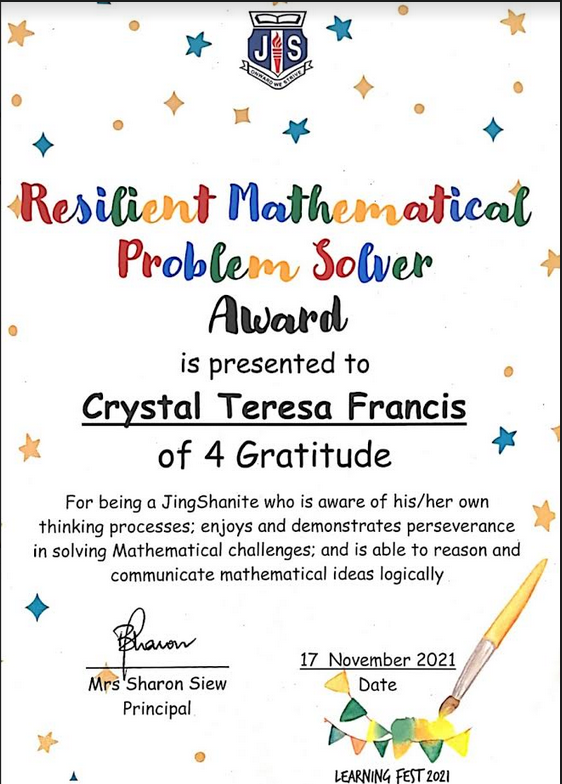 JS
ONWARD WE STRIVE
Resilient Mathematical
Problem Solver
Award
is presented to
Crystal Teresa Francis
of 4 Gratitude
For being a JingShanite who is aware of his/her own
thinking processes; enjoys and demonstrates perseverance
in solving Mathematical challenges; and is able to reason and
communicate mathematical ideas logically
Sharon
17 November 2021
Mrs Sharon Siew
Date
Principal
LEARNING FEST 2021